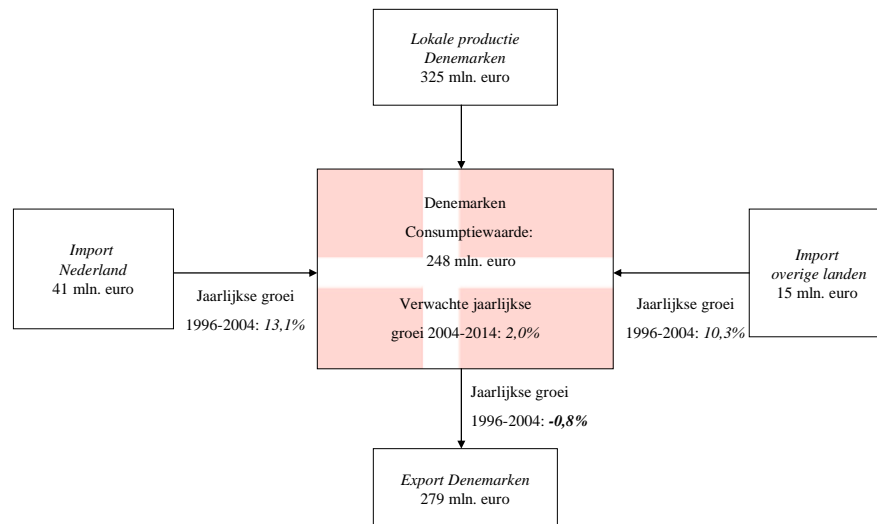 Lokale productie
Denemarken
325 mln. euro
Denemarken
Consumptiewaarde:
248 mln. euro
Import
Nederland
41 mln. euro
Import
overige landen
15 mln. euro
Jaarlijkse groei
1996-2004: 13,1%
Verwachte jaarlijkse
groei 2004-2014: 2,0%
Jaarlijkse groei
1996-2004: 10,3%
Jaarlijkse groei
1996-2004: -0,8%
Export Denemarken
279 mln. euro